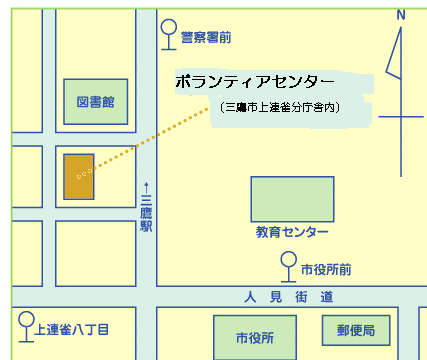 N
警察署前
ボランティアセンター
(三鷹市上連雀分庁舎内)
図書館
←三鷹駅
教育センター
市役所前
人見街道
上連雀八丁目
市役所
郵便局